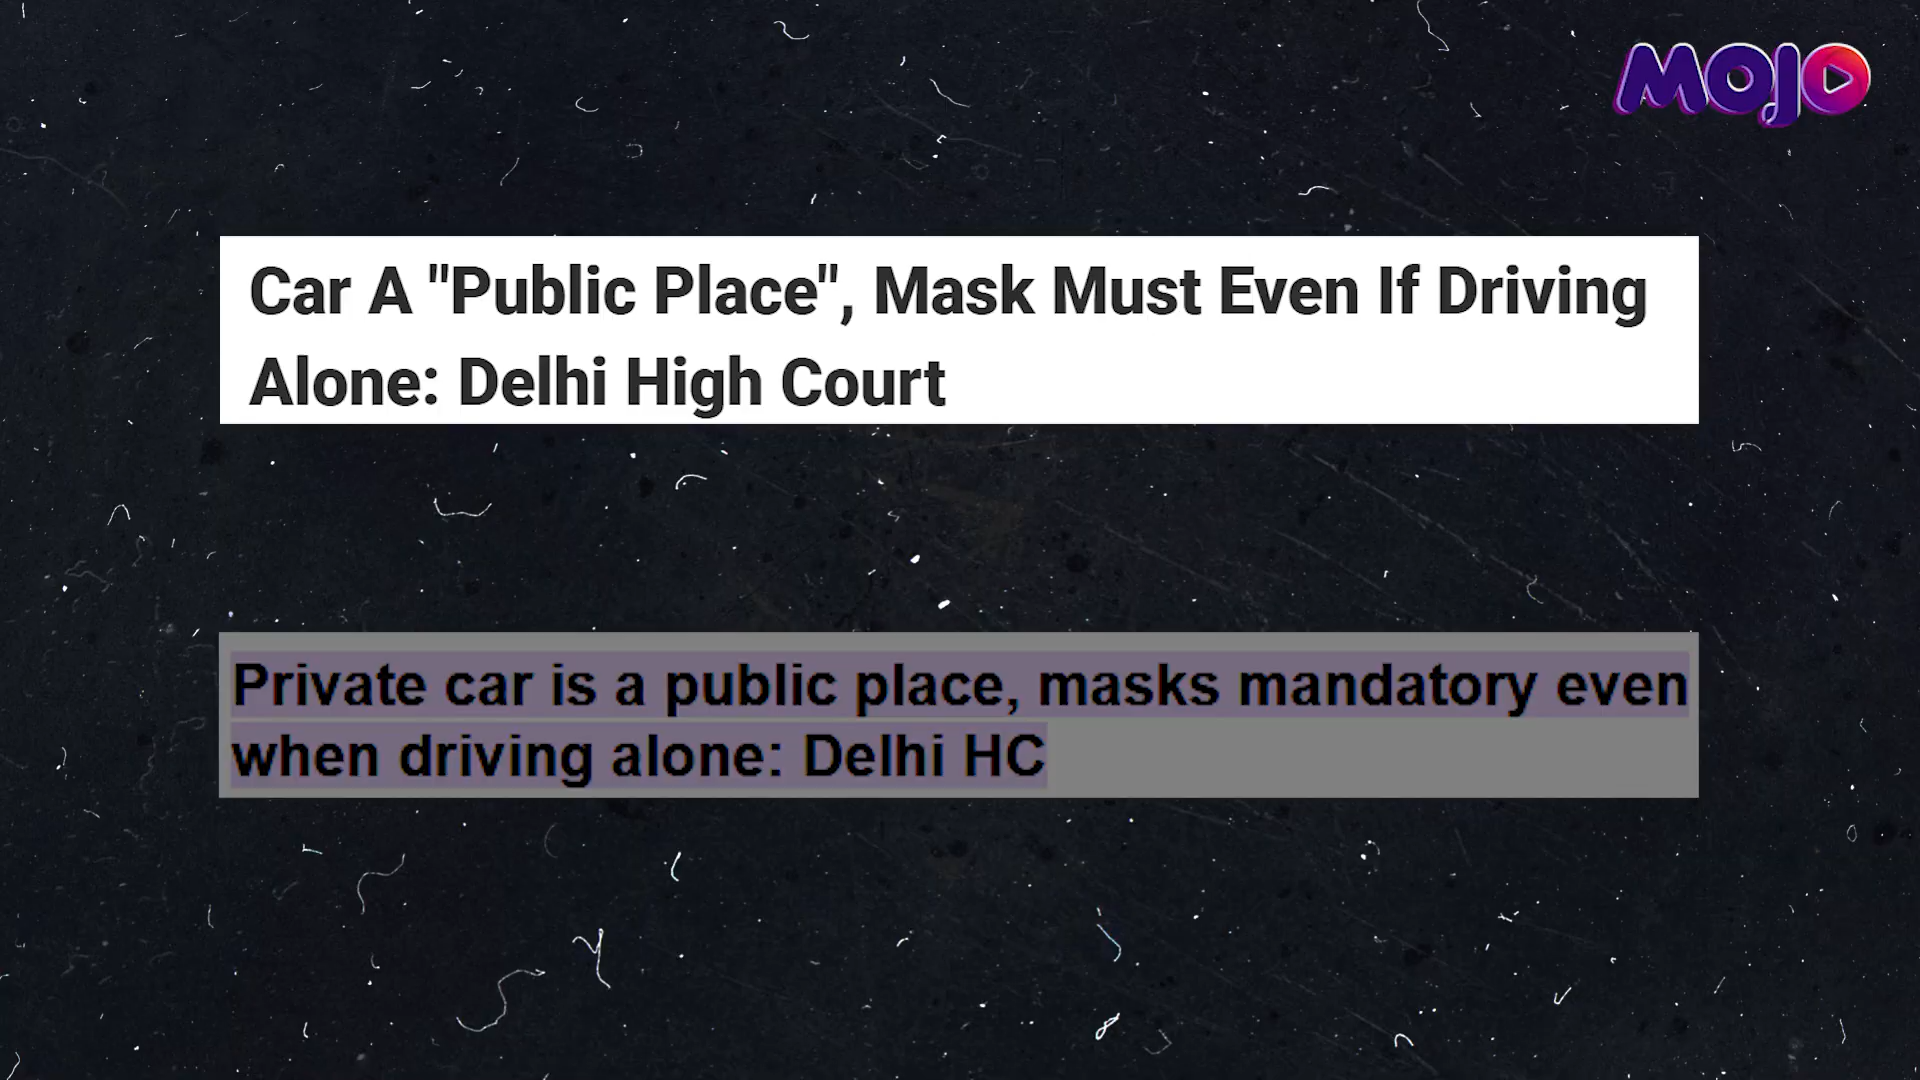 MOJO
Car A "Public Place", Mask Must Even If Driving
Alone: Delhi High Court
Private car is a public place, masks mandatory even
when driving alone: Delhi HC